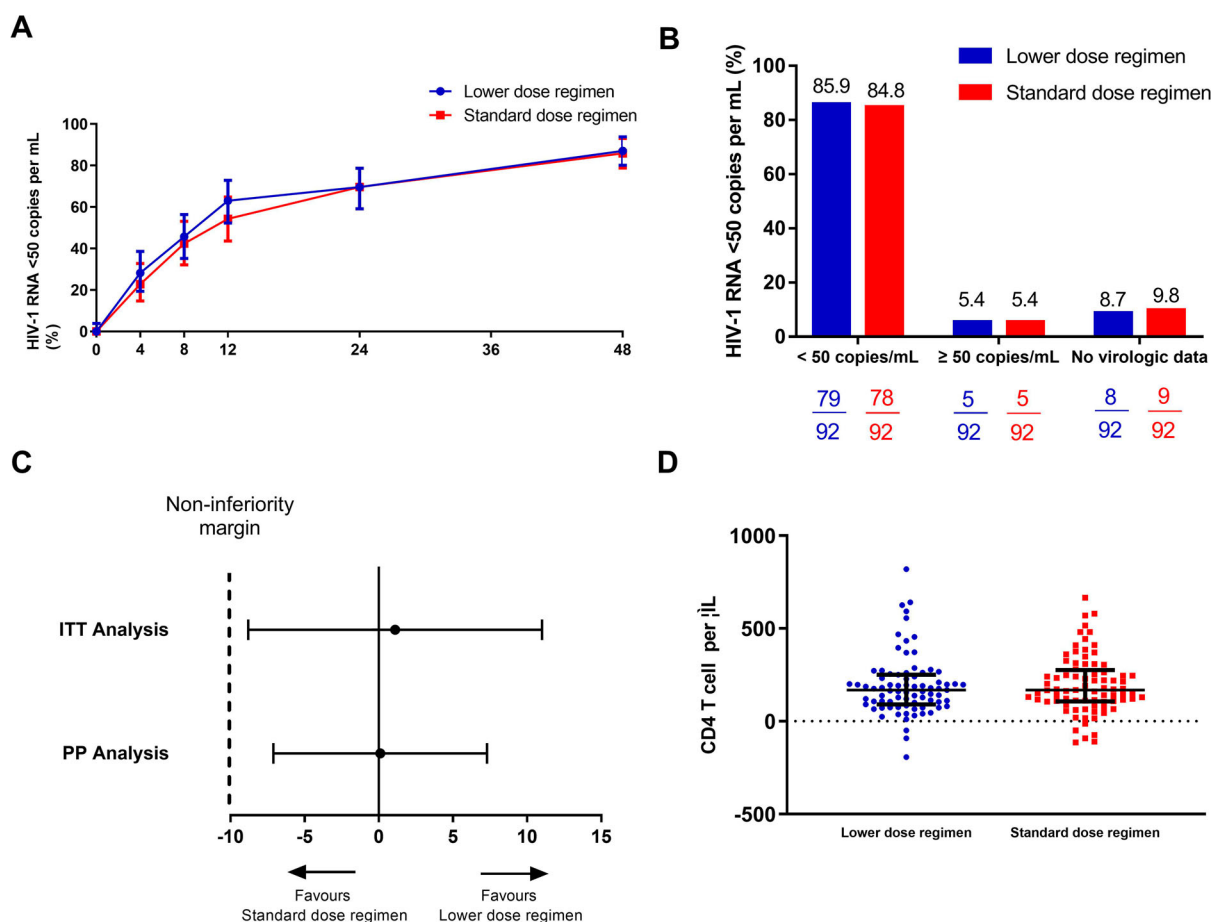 A
Lower dose regimen
Standard dose regimen
HIV-1 RNA <50 copies per mL
(%)
100
80
60
40
20
0
0 4 8 12 24 36 48
B
Lower dose regimen
Standard dose regimen
HIV-1 RNA <50 copies per mL (%)
100
80
60
40
20
0
85.9 84.8
5.4 5.4
8.7 9.8
< 50 copies/mL ≥ 50 copies/mL No virologic data
79 78 5 5 8 9
92 92 92 92 92 92
C
Non-inferiority
margin
ITT Analysis
PP Analysis
-10 -5 0 5 10 15
Favours
Standard dose regimen
Favours
Lower dose regimen
D
CD4 T cell per ¦ÌL
1000
500
0
-500
Lower dose regimen Standard dose regimen